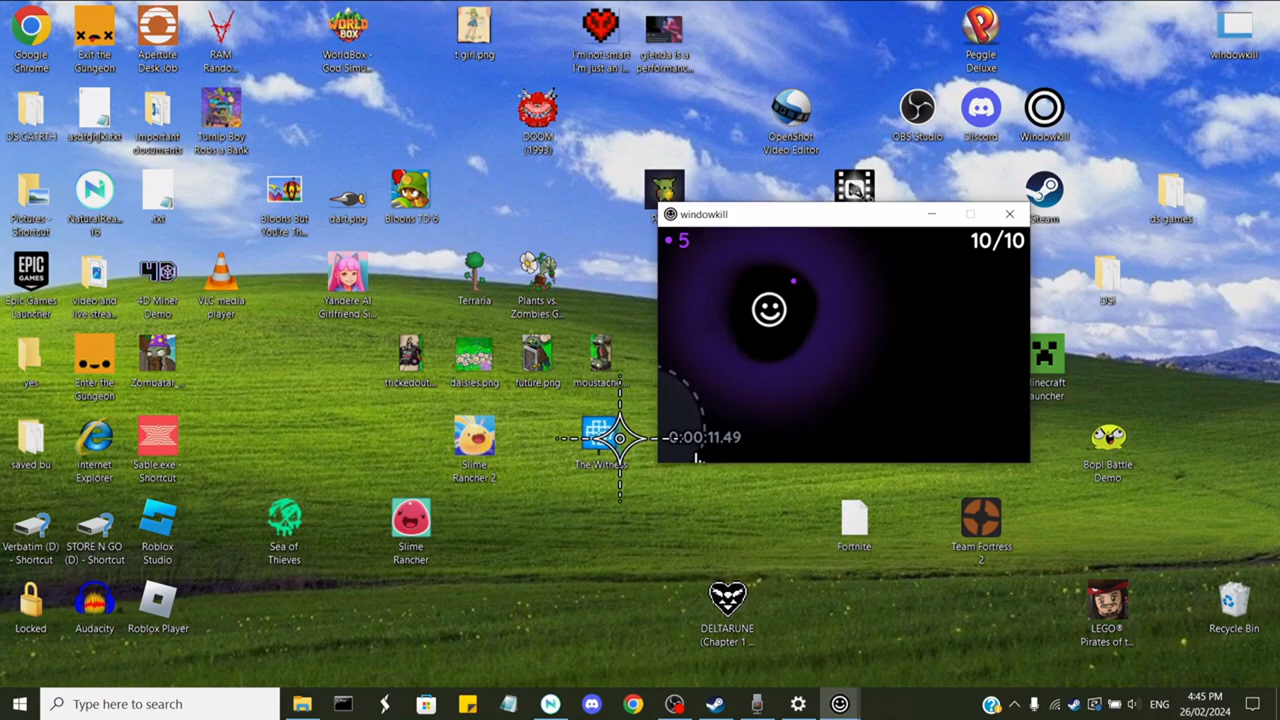 Google
Chrome
Exit the
Gungeon
Aperture
Desk Job
RAM
Rando...
WorldBox -
God Simu...
t girl.png
I'm not smart
I'm just an i...
glenda is a
performanc...
Peggle
Deluxe
windowkill
DS CATRTH
asdfghjkl.txt
Important
documents
Turnip Boy
Robs a Bank
DOOM
(1993)
OpenShot
Video Editor
OBS Studio
Discord
Windowkill
Pictures -
Shortcut
NaturalRea...
16
.txt
Bloons But
You're Th...
dart.png
Bloons TD 6
Steam
ds games
windowkill
5
10/10
0:00:11.49
Epic Games
Launcher
video and
live strea...
4D Miner
Demo
VLC media
player
Yandere AI
Girlfriend Si...
Terraria
Plants vs.
Zombies G...
DSi
yes
Enter the
Gungeon
Zombatar ...
trickedout...
daisies.png
future.png
moustache...
saved bu
Internet
Explorer
Sable.exe -
Shortcut
Slime
Rancher 2
The Witness
Bopl Battle
Demo
Verbatim (D)
- Shortcut
STORE N GO
(D) - Shortcut
Roblox
Studio
Sea of
Thieves
Slime
Rancher
Fortnite
Team Fortress
2
Locked
Audacity
Roblox Player
DELTARUNE
(Chapter 1 ...
LEGO®
Pirates of t...
Recycle Bin
Type here to search
ENG
4:45 PM
26/02/2024